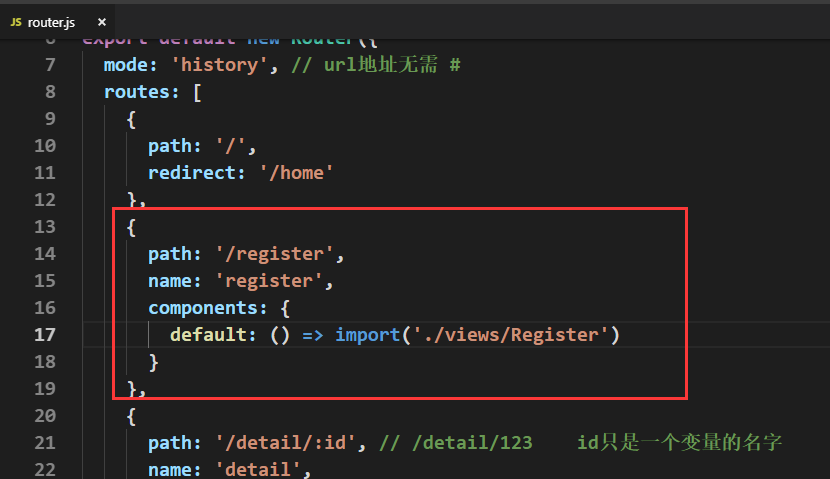 JS router.js ×
6 export default new Router({
7 mode: 'history', // url地址无需 #
8 routes: [
9 {
10 path: '/',
11 redirect: '/home'
12 },
13 {
14 path: '/register',
15 name: 'register',
16 components: {
17 default: () => import('./views/Register')
18 }
19 },
20 {
21 path: '/detail/:id', // /detail/123    id只是一个变量的名字
22 name: 'detail',